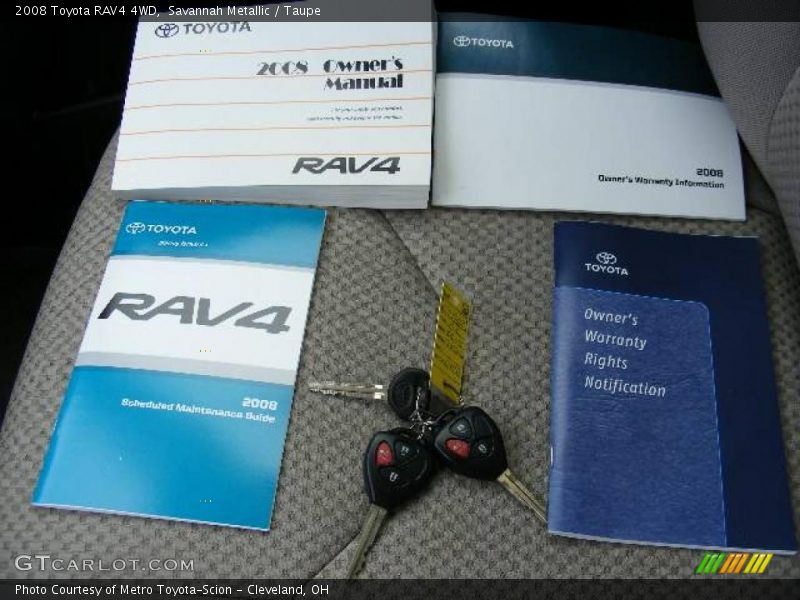 2008 Toyota RAV4 4WD, Savannah Metallic / Taupe
TOYOTA
2008 Owner's
Manual
RAV4
TOYOTA
2008
Owner's Warranty Information
TOYOTA
RAV4
2008
Scheduled Maintenance Guide
TOYOTA
Owner's
Warranty
Rights
Notification
GTCARLOT.COM
Photo Courtesy of Metro Toyota-Scion - Cleveland, OH